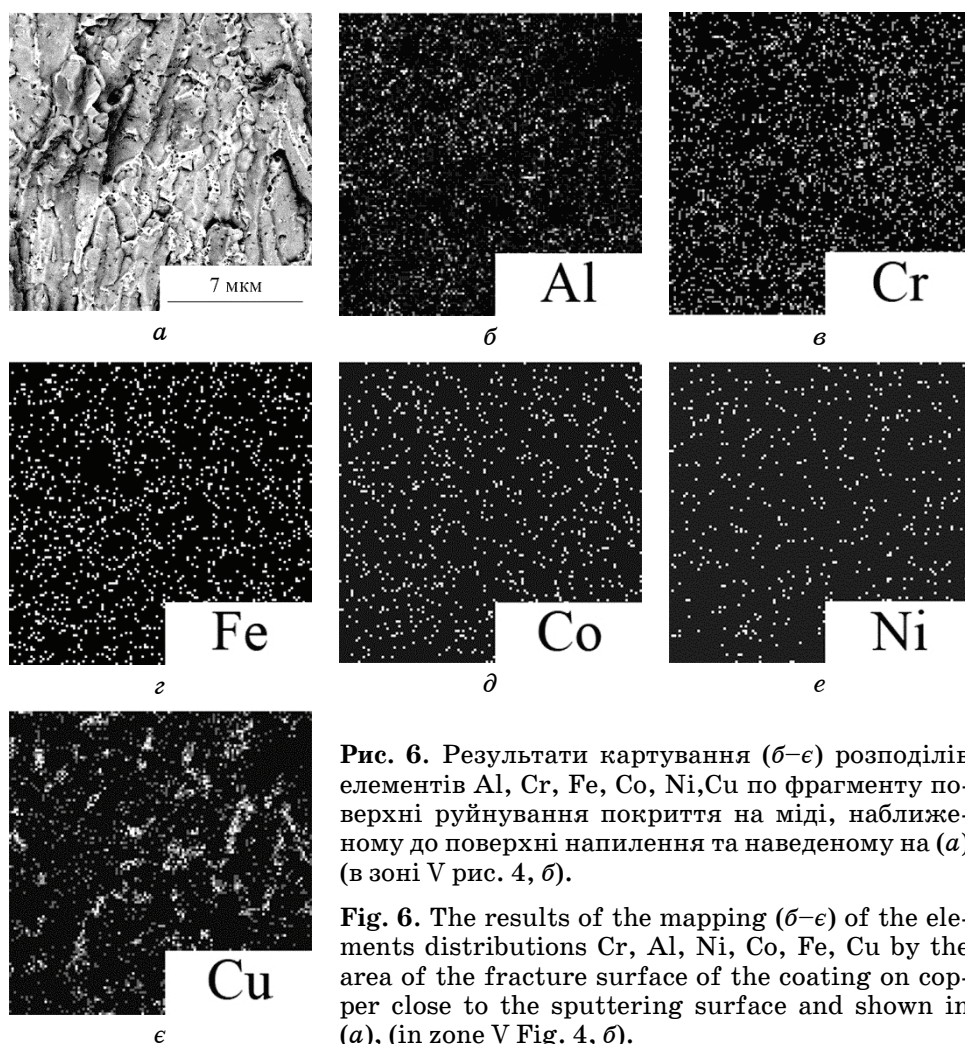 7 мкм
Al
Cr
а
б
в
Fe
Co
Ni
г
д
е
Cu
є
Рис. 6. Результати картування (б–є) розподілів
елементів Al, Cr, Fe, Co, Ni,Cu по фрагменту по-
верхні руйнування покриття на міді, наближе-
ному до поверхні напилення та наведеному на (а)
(в зоні V рис. 4, б).
Fig. 6. The results of the mapping (б–є) of the ele-
ments distributions Cr, Al, Ni, Co, Fe, Cu by the
area of the fracture surface of the coating on cop-
per close to the sputtering surface and shown in
(а), (in zone V Fig. 4, б).